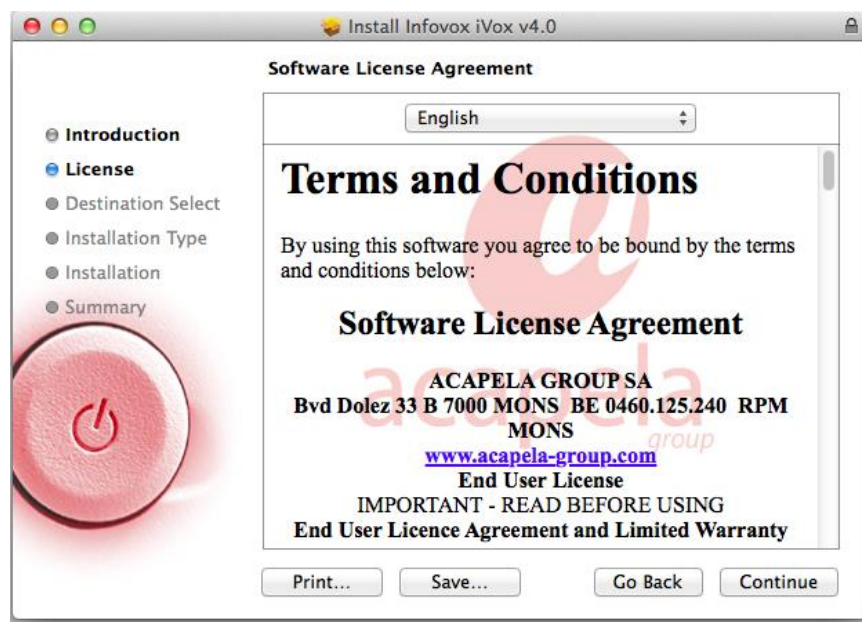 Install Infovox iVox v4.0
Software License Agreement
Introduction
License
Destination Select
Installation Type
Installation
Summary
English
Terms and Conditions
By using this software you agree to be bound by the terms
and conditions below:
Software License Agreement
ACAPELA GROUP SA
Bvd Dolez 33 B 7000 MONS BE 0460.125.240 RPM
MONS
www.acapela-group.com
End User License
IMPORTANT - READ BEFORE USING
End User Licence Agreement and Limited Warranty
acapela
group
Print...
Save...
Go Back
Continue